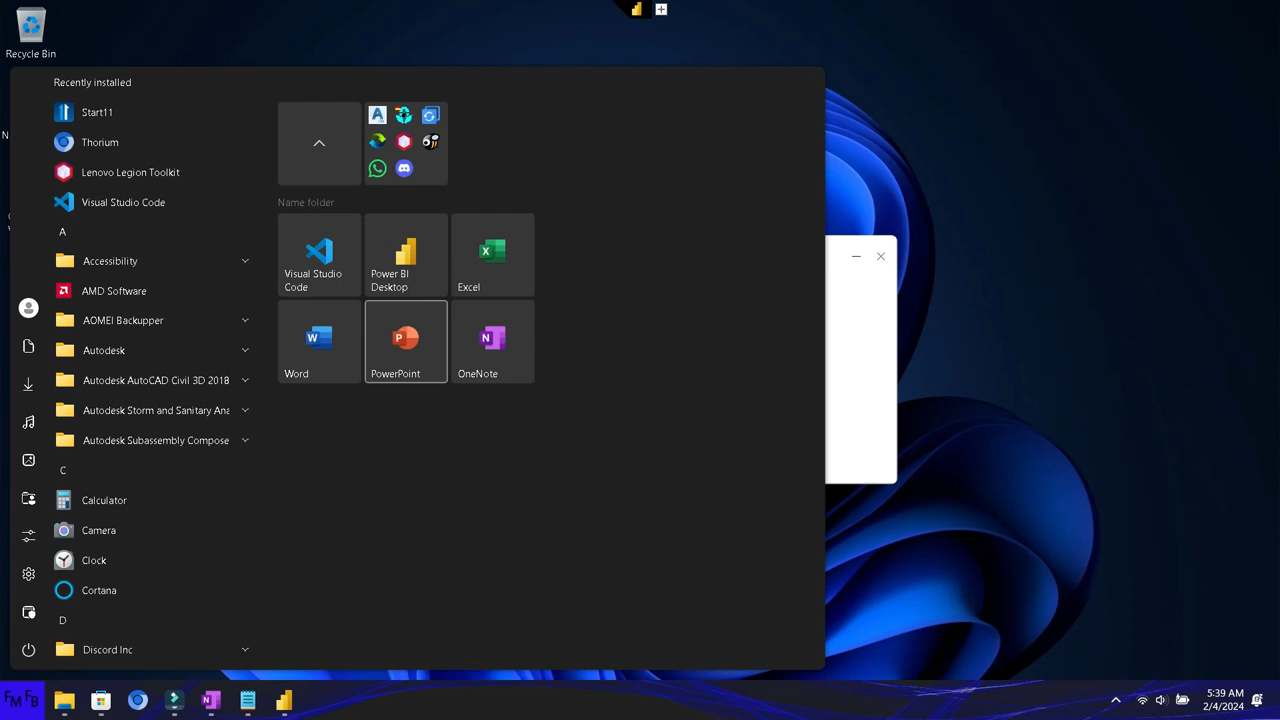 Recycle Bin
Recently installed
Start11
Thorium
Lenovo Legion Toolkit
Visual Studio Code
A
Accessibility
AMD Software
AOMEI Backupper
Autodesk
Autodesk AutoCAD Civil 3D 2018
Autodesk Storm and Sanitary Ana
Autodesk Subassembly Compose
C
Calculator
Camera
Clock
Cortana
D
Discord Inc
Name folder
Visual Studio
Code
Power BI
Desktop
Excel
Word
PowerPoint
OneNote
FM FB
5:39 AM
2/4/2024